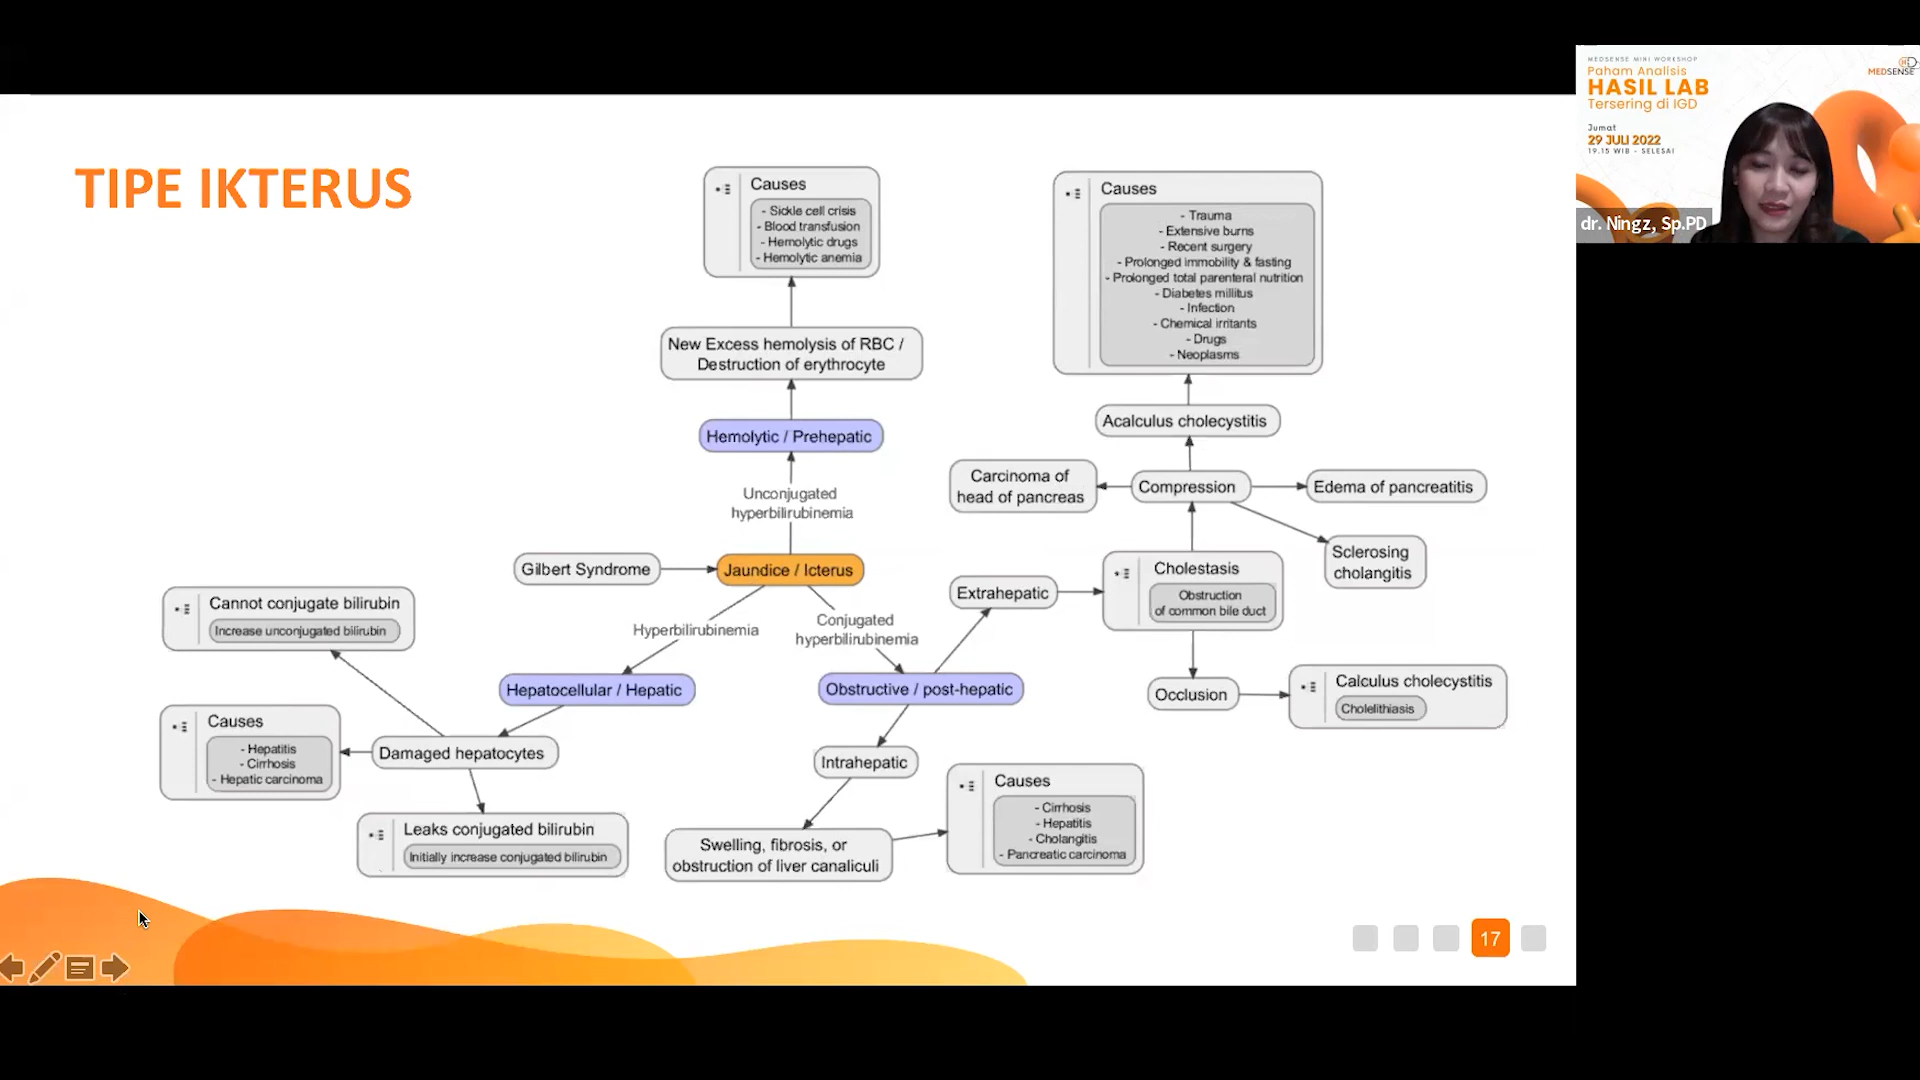 TIPE IKTERUS
Causes
- Sickle cell crisis
- Blood transfusion
- Hemolytic drugs
- Hemolytic anemia
New Excess hemolysis of RBC /
Destruction of erythrocyte
Hemolytic / Prehepatic
Unconjugated
hyperbilirubinemia
Gilbert Syndrome
Jaundice / Icterus
Hyperbilirubinemia
Conjugated
hyperbilirubinemia
Cannot conjugate bilirubin
Increase unconjugated bilirubin
Hepatocellular / Hepatic
Causes
- Hepatitis
- Cirrhosis
- Hepatic carcinoma
Damaged hepatocytes
Leaks conjugated bilirubin
Initially increase conjugated bilirubin
Obstructive / post-hepatic
Intrahepatic
Swelling, fibrosis, or
obstruction of liver canaliculi
Causes
- Cirrhosis
- Hepatitis
- Cholangitis
- Pancreatic carcinoma
Extrahepatic
Cholestasis
Obstruction
of common bile duct
Occlusion
Calculus cholecystitis
Cholelithiasis
Compression
Carcinoma of
head of pancreas
Edema of pancreatitis
Sclerosing
cholangitis
Acalculus cholecystitis
Causes
- Trauma
- Extensive burns
- Recent surgery
- Prolonged immobility & fasting
- Prolonged total parenteral nutrition
- Diabetes millitus
- Infection
- Chemical irritants
- Drugs
- Neoplasms
17
MEDSENSE MINI WORKSHOP
Paham Analisis
HASIL LAB
Tersering di IGD
Jumat
29 JULI 2022
19.15 WIB - SELESAI
MEDSENSE
dr. Ningz, Sp.PD